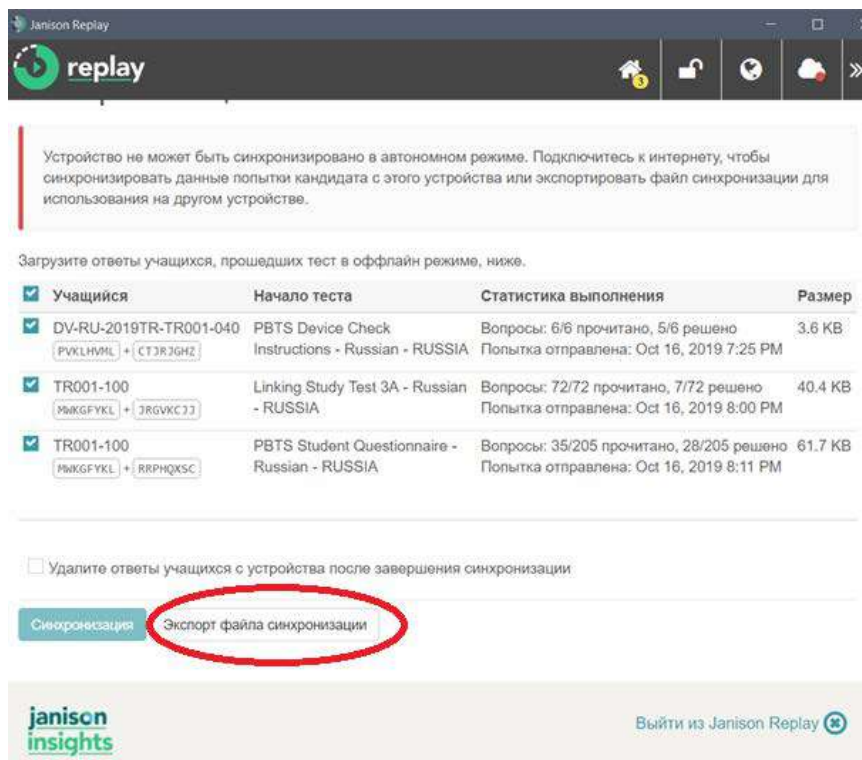 Janison Replay
replay
3
Устройство не может быть синхронизировано в автономном режиме. Подключитесь к интернету, чтобы
синхронизировать данные попытки кандидата с этого устройства или экспортировать файл синхронизации для
использования на другом устройстве.
Загрузите ответы учащихся, прошедших тест в оффлайн режиме, ниже.
Учащийся Начало теста Статистика выполнения Размер
DV-RU-2019TR-TR001-040 PBTS Device Check Вопросы: 6/6 прочитано, 5/6 решено 3.6 KB
PVKLHVML + CTJRJGHZ Instructions - Russian - RUSSIA Попытка отправлена: Oct 16, 2019 7:25 PM
TR001-100 Linking Study Test 3A - Russian Вопросы: 72/72 прочитано, 7/72 решено 40.4 KB
MWKGFYKL + JRGVKCJJ - RUSSIA Попытка отправлена: Oct 16, 2019 8:00 PM
TR001-100 PBTS Student Questionnaire - Вопросы: 35/205 прочитано, 28/205 решено 61.7 KB
MWKGFYKL + RRPHQXSC Russian - RUSSIA Попытка отправлена: Oct 16, 2019 8:11 PM
Удалите ответы учащихся с устройства после завершения синхронизации
Синхронизация Экспорт файла синхронизации
janison
insights
Выйти из Janison Replay